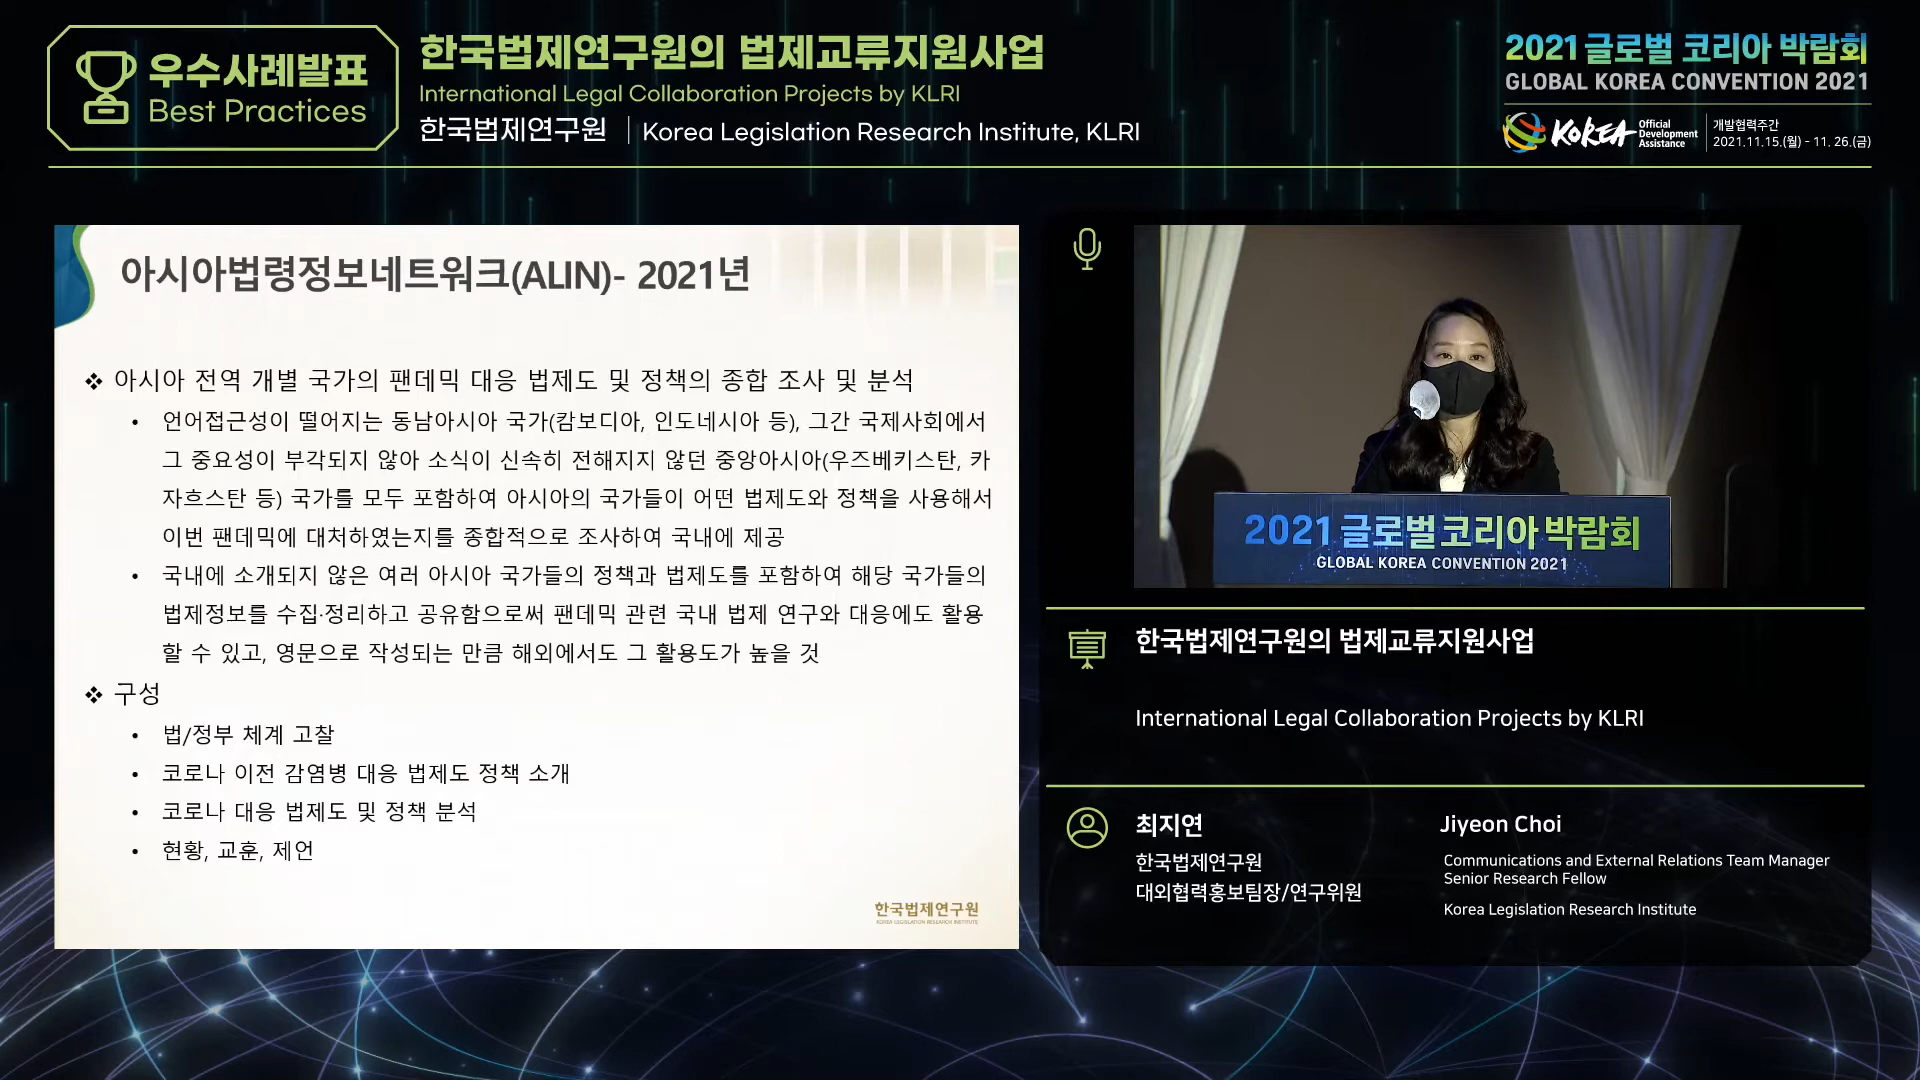 우수사례발표
Best Practices
한국법제연구원의 법제교류지원사업
International Legal Collaboration Projects by KLRI
한국법제연구원 | Korea Legislation Research Institute, KLRI
2021 글로벌 코리아 박람회
GLOBAL KOREA CONVENTION 2021
KOREA
Official
Development
Assistance
개발협력주간
2021.11.15.(월) - 11. 26.(금)
아시아법령정보네트워크(ALIN)- 2021년
❖ 아시아 전역 개별 국가의 팬데믹 대응 법제도 및 정책의 종합 조사 및 분석
• 언어접근성이 떨어지는 동남아시아 국가(캄보디아, 인도네시아 등), 그간 국제사회에서
그 중요성이 부각되지 않아 소식이 신속히 전해지지 않던 중앙아시아(우즈베키스탄, 카
자흐스탄 등) 국가를 모두 포함하여 아시아의 국가들이 어떤 법제도와 정책을 사용해서
이번 팬데믹에 대처하였는지를 종합적으로 조사하여 국내에 제공
• 국내에 소개되지 않은 여러 아시아 국가들의 정책과 법제도를 포함하여 해당 국가들의
법제정보를 수집·정리하고 공유함으로써 팬데믹 관련 국내 법제 연구와 대응에도 활용
할 수 있고, 영문으로 작성되는 만큼 해외에서도 그 활용도가 높을 것
❖ 구성
• 법/정부 체계 고찰
• 코로나 이전 감염병 대응 법제도 정책 소개
• 코로나 대응 법제도 및 정책 분석
• 현황, 교훈, 제언
한국법제연구원
KOREA LEGISLATION RESEARCH INSTITUTE
2021 글로벌 코리아 박람회
GLOBAL KOREA CONVENTION 2021
한국법제연구원의 법제교류지원사업
International Legal Collaboration Projects by KLRI
최지연
한국법제연구원
대외협력홍보팀장/연구위원
Jiyeon Choi
Communications and External Relations Team Manager
Senior Research Fellow
Korea Legislation Research Institute